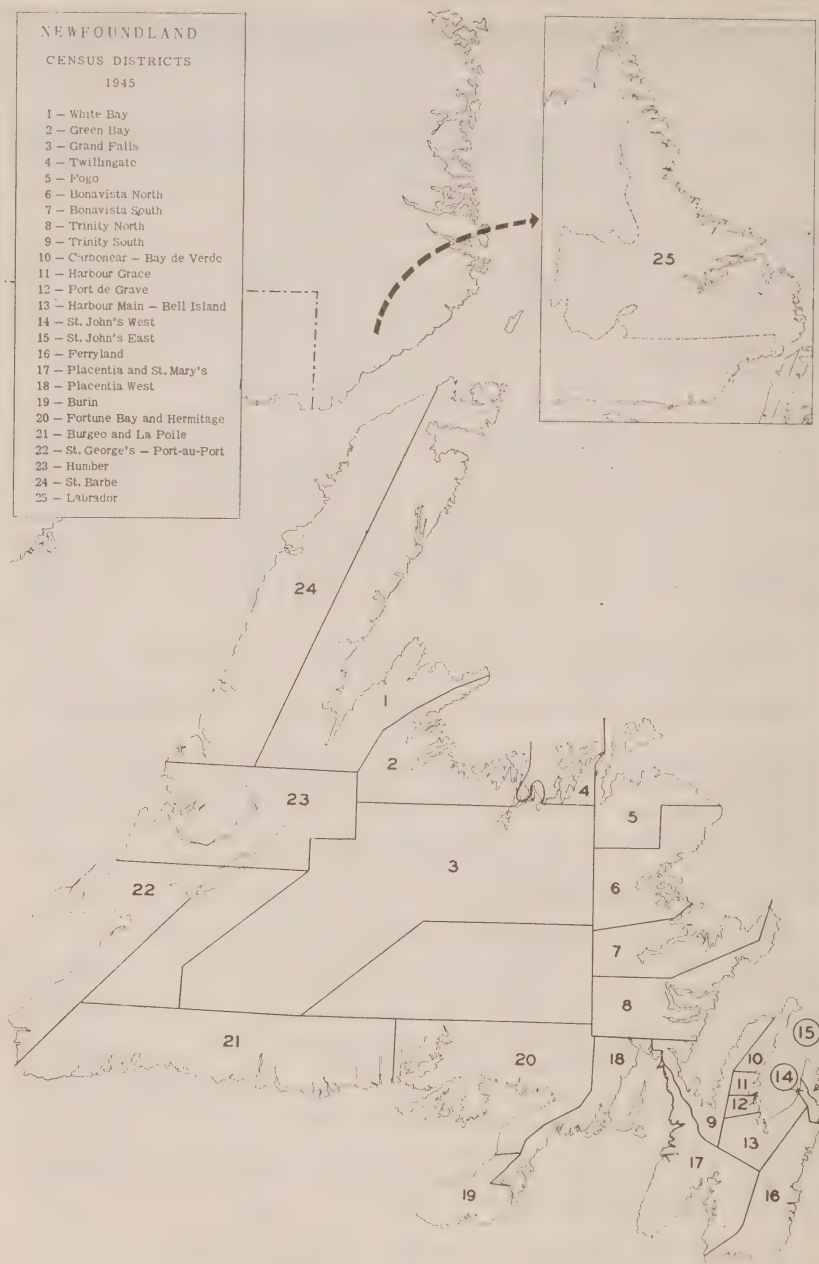 NEWFOUNDLAND
CENSUS DISTRICTS
1945
1 — White Bay
2 — Green Bay
3 — Grand Falls
4 — Twillingate
5 — Fogo
6 — Bonavista North
7 — Bonavista South
8 — Trinity North
9 — Trinity South
10 — Carbonear — Bay de Verde
11 — Harbour Grace
12 — Port de Grave
13 — Harbour Main — Bell Island
14 — St. John's West
15 — St. John's East
16 — Ferryland
17 — Placentia and St. Mary's
18 — Placentia West
19 — Burin
20 — Fortune Bay and Hermitage
21 — Burgeo and La Poile
22 — St. George's — Port-au-Port
23 — Humber
24 — St. Barbe
25 — Labrador
25
24
1
2
23
4
5
3
22
6
7
8
21
20
18
15
10
14
11
12
9
13
17
19
16